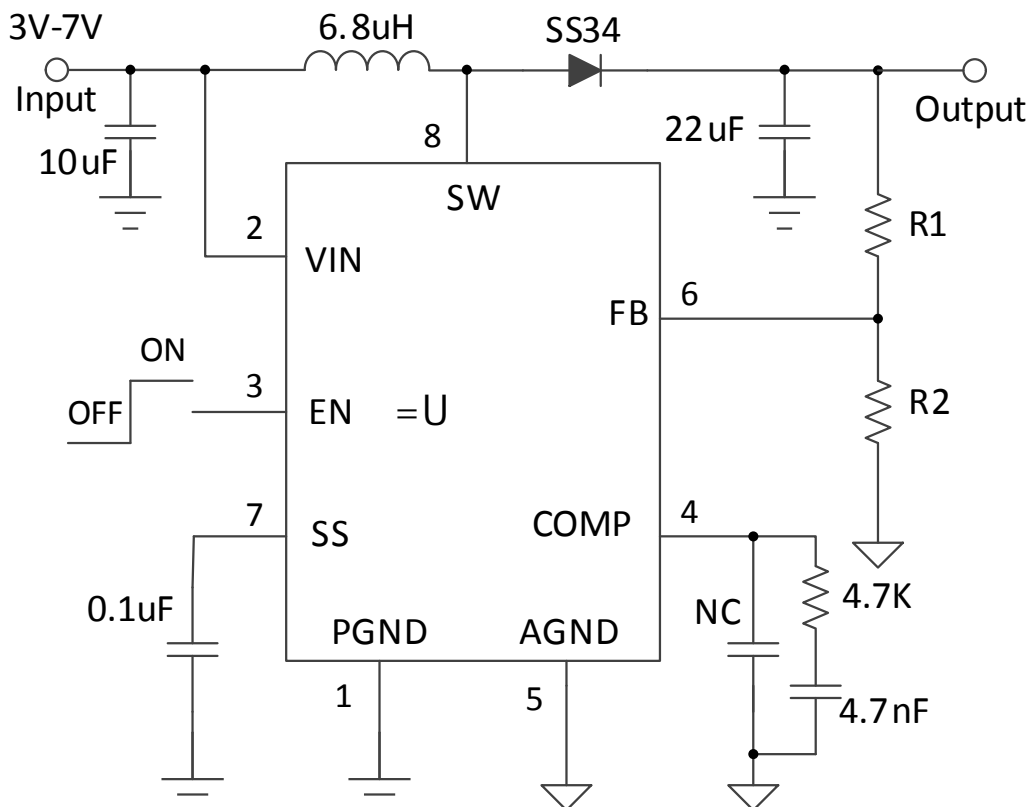 3V-7V
6.8uH
SS34
Input
Output
10uF
8
22uF
SW
2
VIN
R1
6
FB
ON
OFF
3
EN =U
R2
7
SS
COMP
4
0.1uF
NC
4.7K
PGND
AGND
1
5
4.7nF